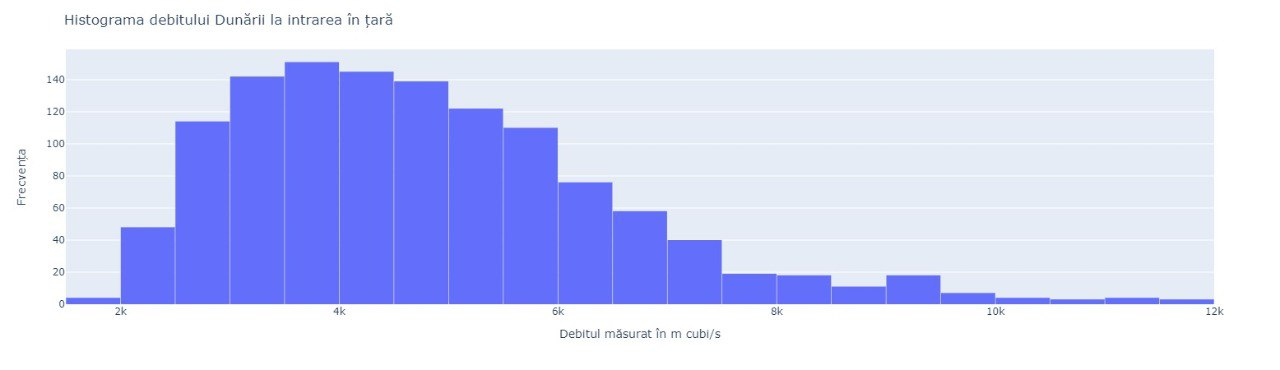 Histograma debitului Dunării la intrarea în țară
Frecvența
140
120
100
80
60
40
20
0
2k
4k
6k
8k
10k
12k
Debitul măsurat în m cubi/s